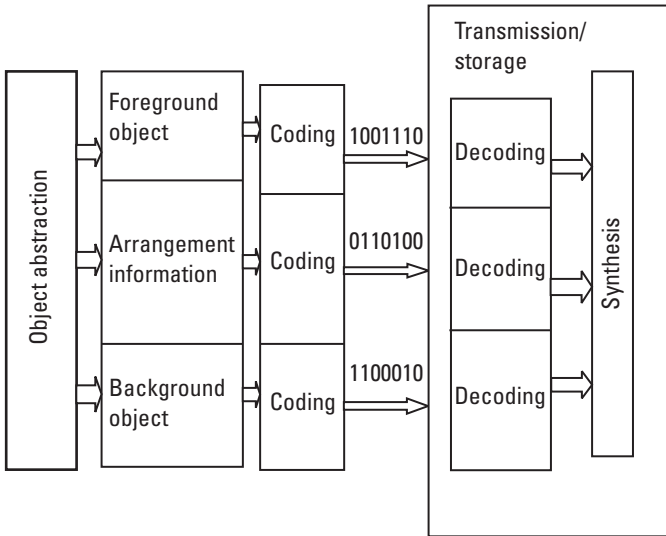 Object abstraction
Foreground
object
Arrangement
information
Background
object
Coding
Coding
Coding
1001110
0110100
1100010
Transmission/
storage
Decoding
Decoding
Decoding
Synthesis